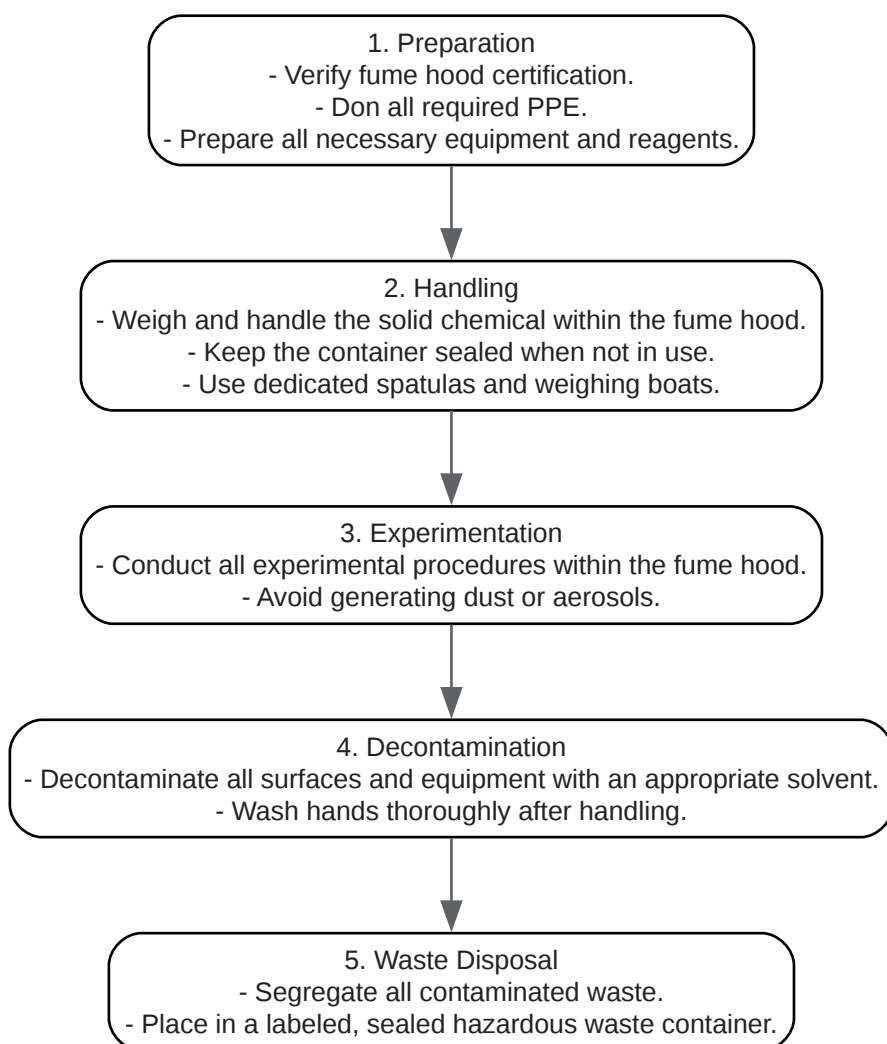 1. Preparation
- Verify fume hood certification.
- Don all required PPE.
- Prepare all necessary equipment and reagents.
2. Handling
- Weigh and handle the solid chemical within the fume hood.
- Keep the container sealed when not in use.
- Use dedicated spatulas and weighing boats.
3. Experimentation
- Conduct all experimental procedures within the fume hood.
- Avoid generating dust or aerosols.
4. Decontamination
- Decontaminate all surfaces and equipment with an appropriate solvent.
- Wash hands thoroughly after handling.
5. Waste Disposal
- Segregate all contaminated waste.
- Place in a labeled, sealed hazardous waste container.